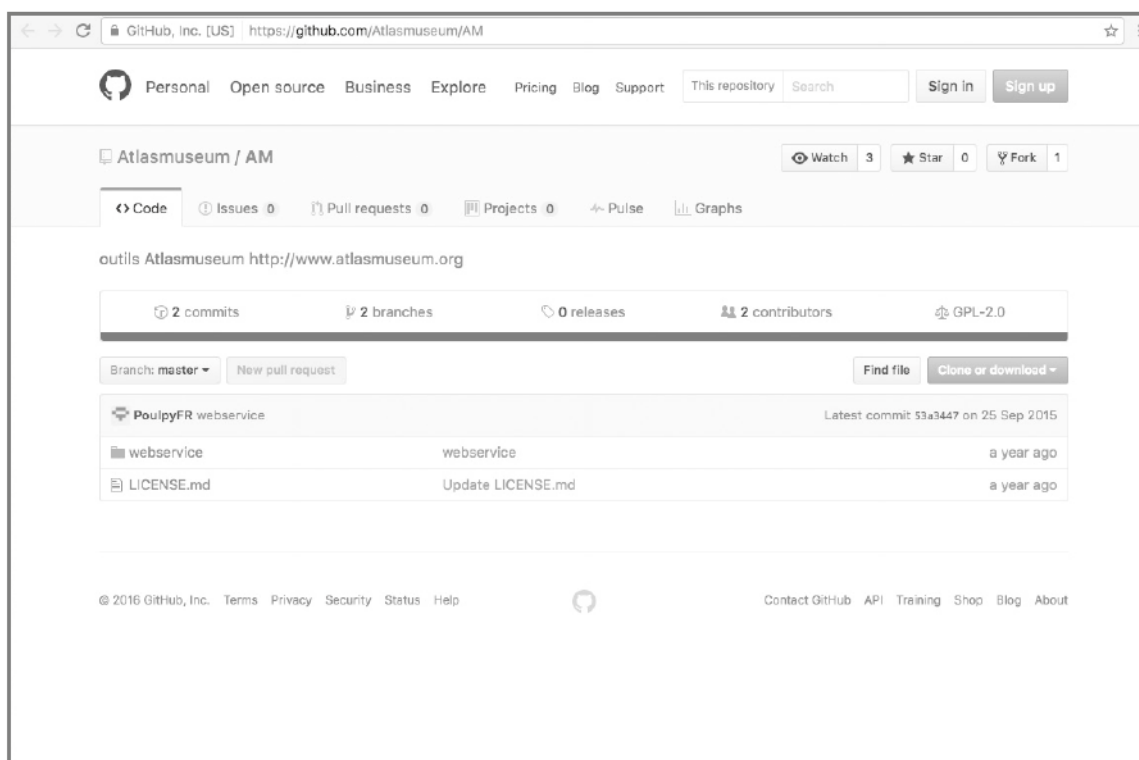 GitHub, Inc. [US] https://github.com/Atlasmuseum/AM
Personal Open source Business Explore Pricing Blog Support This repository Search Sign in Sign up
Atlasmuseum / AM Watch 3 Star 0 Fork 1
Code Issues 0 Pull requests 0 Projects 0 Pulse Graphs
outils Atlasmuseum http://www.atlasmuseum.org
2 commits 2 branches 0 releases 2 contributors GPL-2.0
Branch: master New pull request Find file Clone or download
PoulpyFR webservice Latest commit 53a3447 on 25 Sep 2015
webservice webservice a year ago
LICENSE.md Update LICENSE.md a year ago
© 2016 GitHub, Inc. Terms Privacy Security Status Help Contact GitHub API Training Shop Blog About